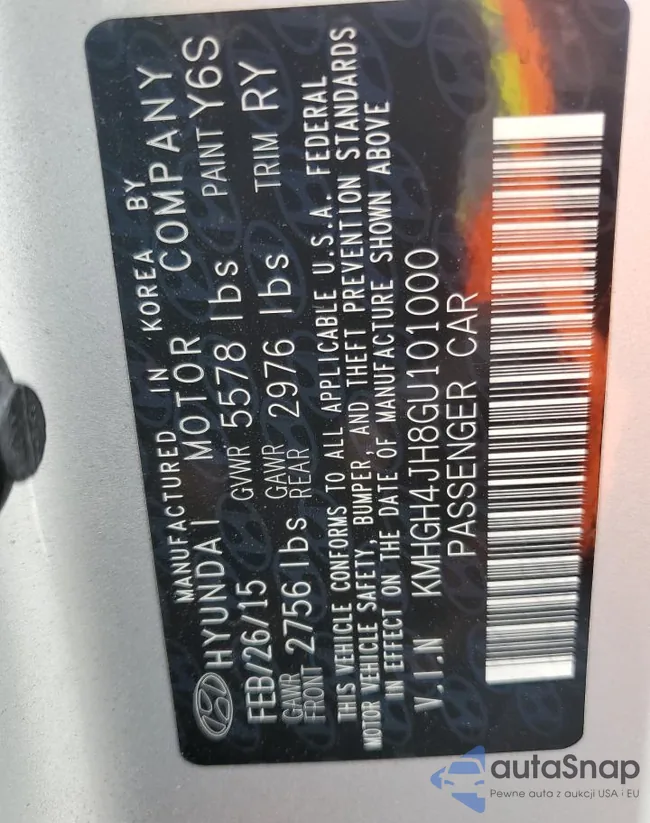 MANUFACTURED IN KOREA BY
HYUNDAI MOTOR COMPANY
FEB/26/15 GVWR 5578 lbs PAINT Y6S
GAWR FRONT 2756 lbs GAWR REAR 2976 lbs TRIM RY
THIS VEHICLE CONFORMS TO ALL APPLICABLE U.S.A. FEDERAL
MOTOR VEHICLE SAFETY, BUMPER, AND THEFT PREVENTION STANDARDS
IN EFFECT ON THE DATE OF MANUFACTURE SHOWN ABOVE
V.I.N KMHGH4JH8GU101000
PASSENGER CAR
autaSnap
Pewne auta z aukcji USA i EU